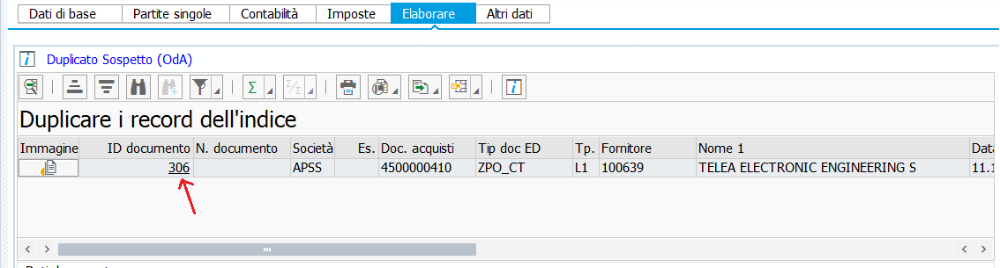 Dati di base Partite singole Contabilità Imposte Elaborare Altri dati
Duplicato Sospetto (OdA)
Duplicare i record dell'indice
Immagine ID documento N. documento Società Es. Doc. acquisti Tip doc ED Tp. Fornitore Nome 1 Data
306 APSS 4500000410 ZPO_CT L1 100639 TELEA ELECTRONIC ENGINEERING S 11.1